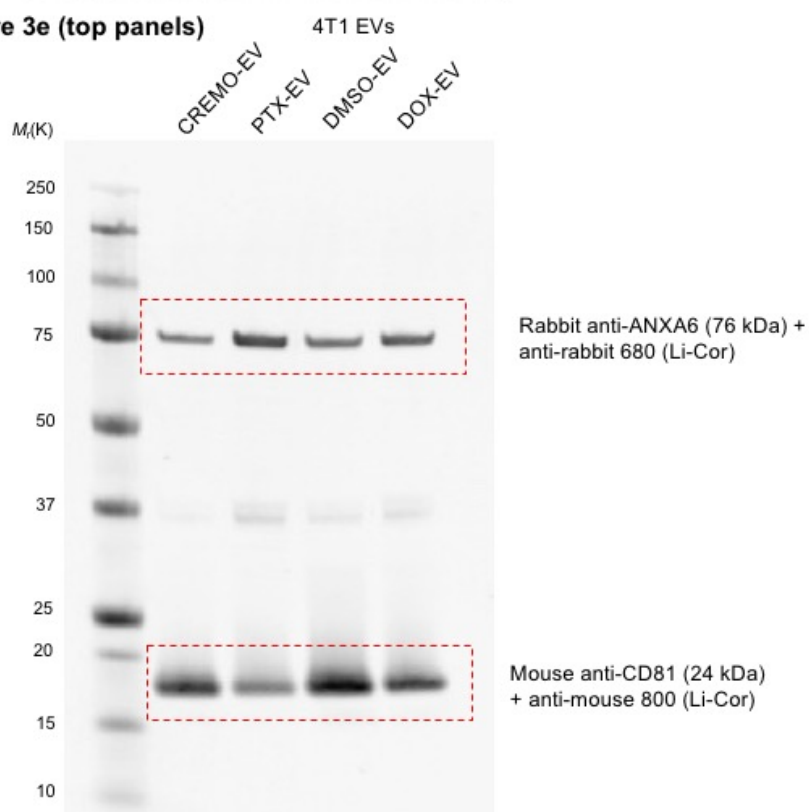 e 3e (top panels)
4T1 EVs
CREMO-EV
PTX-EV
DMSO-EV
DOX-EV
Mr(K)
250
150
100
75
Rabbit anti-ANXA6 (76 kDa) +
anti-rabbit 680 (Li-Cor)
50
37
25
20
Mouse anti-CD81 (24 kDa)
+ anti-mouse 800 (Li-Cor)
15
10